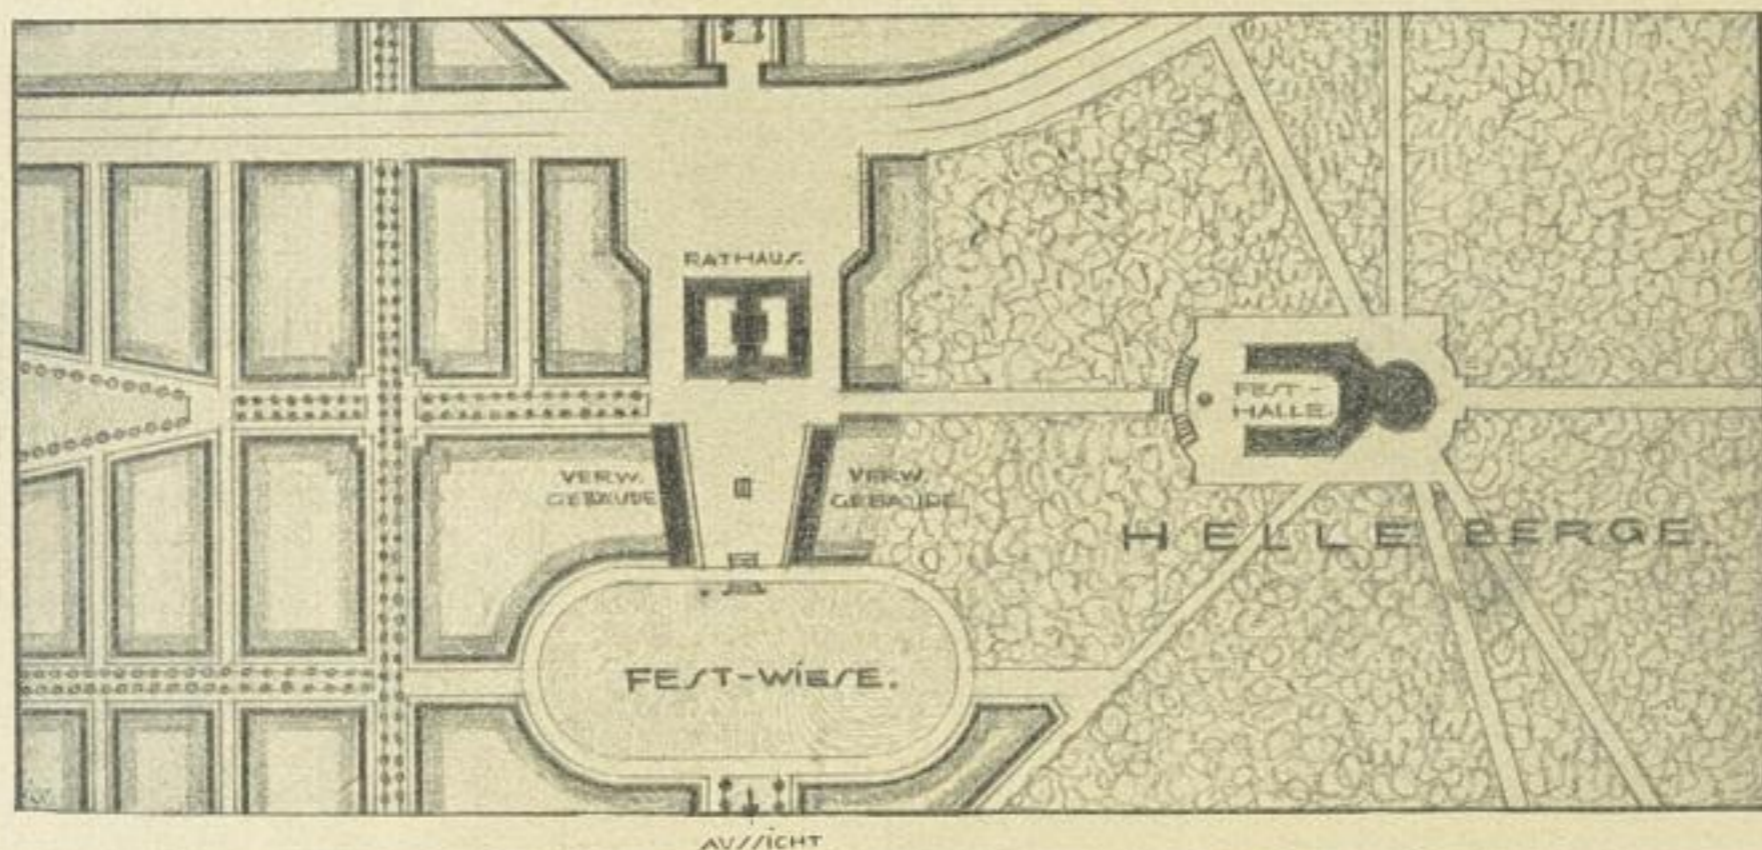 RATHAUS.
FEST-
HALLE.
VERW.
GEBÄUDE
VERW.
GEBÄUDE
HELLE BERGE.
FEST-WIESE.
AUSSICHT